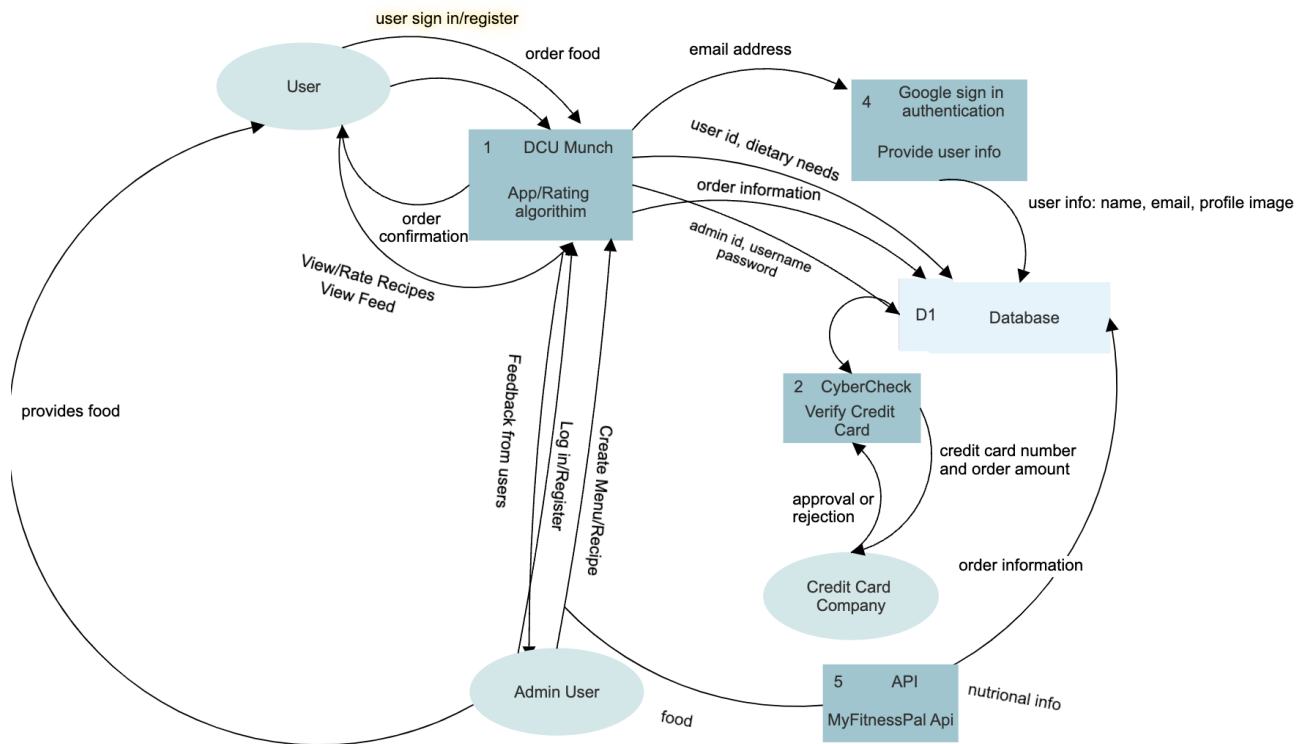 user sign in/register
order food
email address
User
4 Google sign in
authentication
Provide user info
1 DCU Munch
App/Rating
algorithim
user id, dietary needs
order information
admin id, username
password
user info: name, email, profile image
order
confirmation
View/Rate Recipes
View Feed
D1 Database
2 CyberCheck
Verify Credit
Card
provides food
Feedback from users
Log in/Register
Create Menu/Recipe
credit card number
and order amount
approval or
rejection
order information
Credit Card
Company
Admin User
food
5 API
MyFitnessPal Api
nutrional info